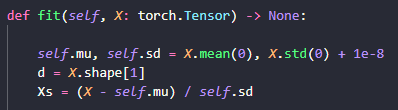 def fit(self, X: torch.Tensor) -> None:
self.mu, self.sd = X.mean(0), X.std(0) + 1e-8
d = X.shape[1]
Xs = (X - self.mu) / self.sd